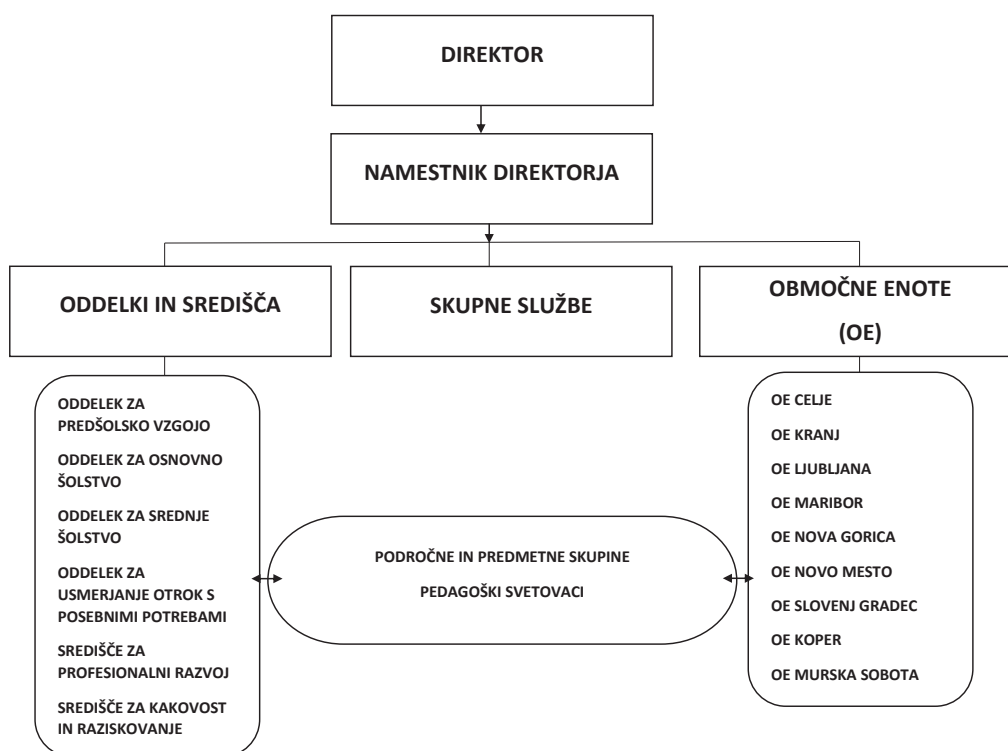 DIREKTOR
NAMESTNIK DIREKTORJA
ODDELKI IN SREDIŠČA
SKUPNE SLUŽBE
OBMOČNE ENOTE
(OE)
ODDELEK ZA
PREDŠOLSKO VZGOJO
ODDELEK ZA OSNOVNO
ŠOLSTVO
ODDELEK ZA SREDNJE
ŠOLSTVO
ODDELEK ZA
USMERJANJE OTROK S
POSEBNIMI POTREBAMI
SREDIŠČE ZA
PROFESIONALNI RAZVOJ
SREDIŠČE ZA KAKOVOST
IN RAZISKOVANJE
PODROČNE IN PREDMETNE SKUPINE
PEDAGOŠKI SVETOVACI
OE CELJE
OE KRANJ
OE LJUBLJANA
OE MARIBOR
OE NOVA GORICA
OE NOVO MESTO
OE SLOVENJ GRADEC
OE KOPER
OE MURSKA SOBOTA